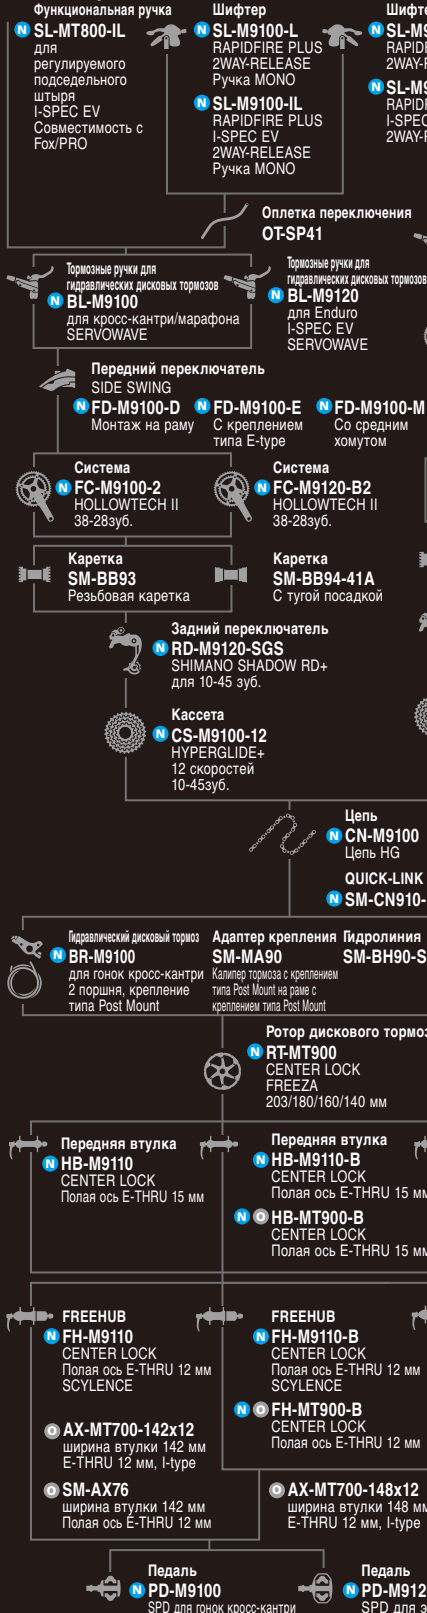 Функциональная ручка
N SL-MT800-IL
для
регулируемого
подседельного
штыря
I-SPEC EV
Совместимость с
Fox/PRO
Шифтер
N SL-M9100-L
RAPIDFIRE PLUS
2WAY-RELEASE
Ручка MONO
N SL-M9100-IL
RAPIDFIRE PLUS
I-SPEC EV
2WAY-RELEASE
Ручка MONO
Оплетка переключения
OT-SP41
Тормозные ручки для
гидравлических дисковых тормозов
N BL-M9100
для кросс-кантри/марафона
SERVOWAVE
Тормозные ручки для
гидравлических дисковых тормозов
N BL-M9120
для Enduro
I-SPEC EV
SERVOWAVE
Передний переключатель
SIDE SWING
N FD-M9100-D
Монтаж на раму
N FD-M9100-E
С креплением
типа E-type
N FD-M9100-M
Со средним
хомутом
Система
N FC-M9100-2
HOLLOWTECH II
38-28зуб.
Система
N FC-M9120-B2
HOLLOWTECH II
38-28зуб.
Каретка
SM-BB93
Резьбовая каретка
Каретка
SM-BB94-41A
С тугой посадкой
Задний переключатель
N RD-M9120-SGS
SHIMANO SHADOW RD+
для 10-45 зуб.
Кассета
N CS-M9100-12
HYPERGLIDE+
12 скоростей
10-45зуб.
Цепь
N CN-M9100
Цепь HG
QUICK-LINK
N SM-CN910-
Гидравлический дисковый тормоз
N BR-M9100
для гонок кросс-кантри
2 поршня, крепление
типа Post Mount
Адаптер крепления
SM-MA90
Калипер тормоза с креплением
типа Post Mount на раме с
креплением типа Post Mount
Гидролиния
SM-BH90-S
Ротор дискового тормоз
N RT-MT900
CENTER LOCK
FREEZA
203/180/160/140 мм
Передняя втулка
N HB-M9110
CENTER LOCK
Полая ось E-THRU 15 мм
Передняя втулка
N HB-M9110-B
CENTER LOCK
Полая ось E-THRU 15 мм
N O HB-MT900-B
CENTER LOCK
Полая ось E-THRU 15 мм
FREEHUB
N FH-M9110
CENTER LOCK
Полая ось E-THRU 12 мм
SCYLENCE
O AX-MT700-142x12
ширина втулки 142 мм
E-THRU 12 мм, I-type
O SM-AX76
ширина втулки 142 мм
Полая ось E-THRU 12 мм
FREEHUB
N FH-M9110-B
CENTER LOCK
Полая ось E-THRU 12 мм
SCYLENCE
N O FH-MT900-B
CENTER LOCK
Полая ось E-THRU 12 мм
O AX-MT700-148x12
ширина втулки 148 мм
E-THRU 12 мм, I-type
Педаль
N PD-M9100
SPD для гонок кросс-кантри
Педаль
N PD-M912
SPD для